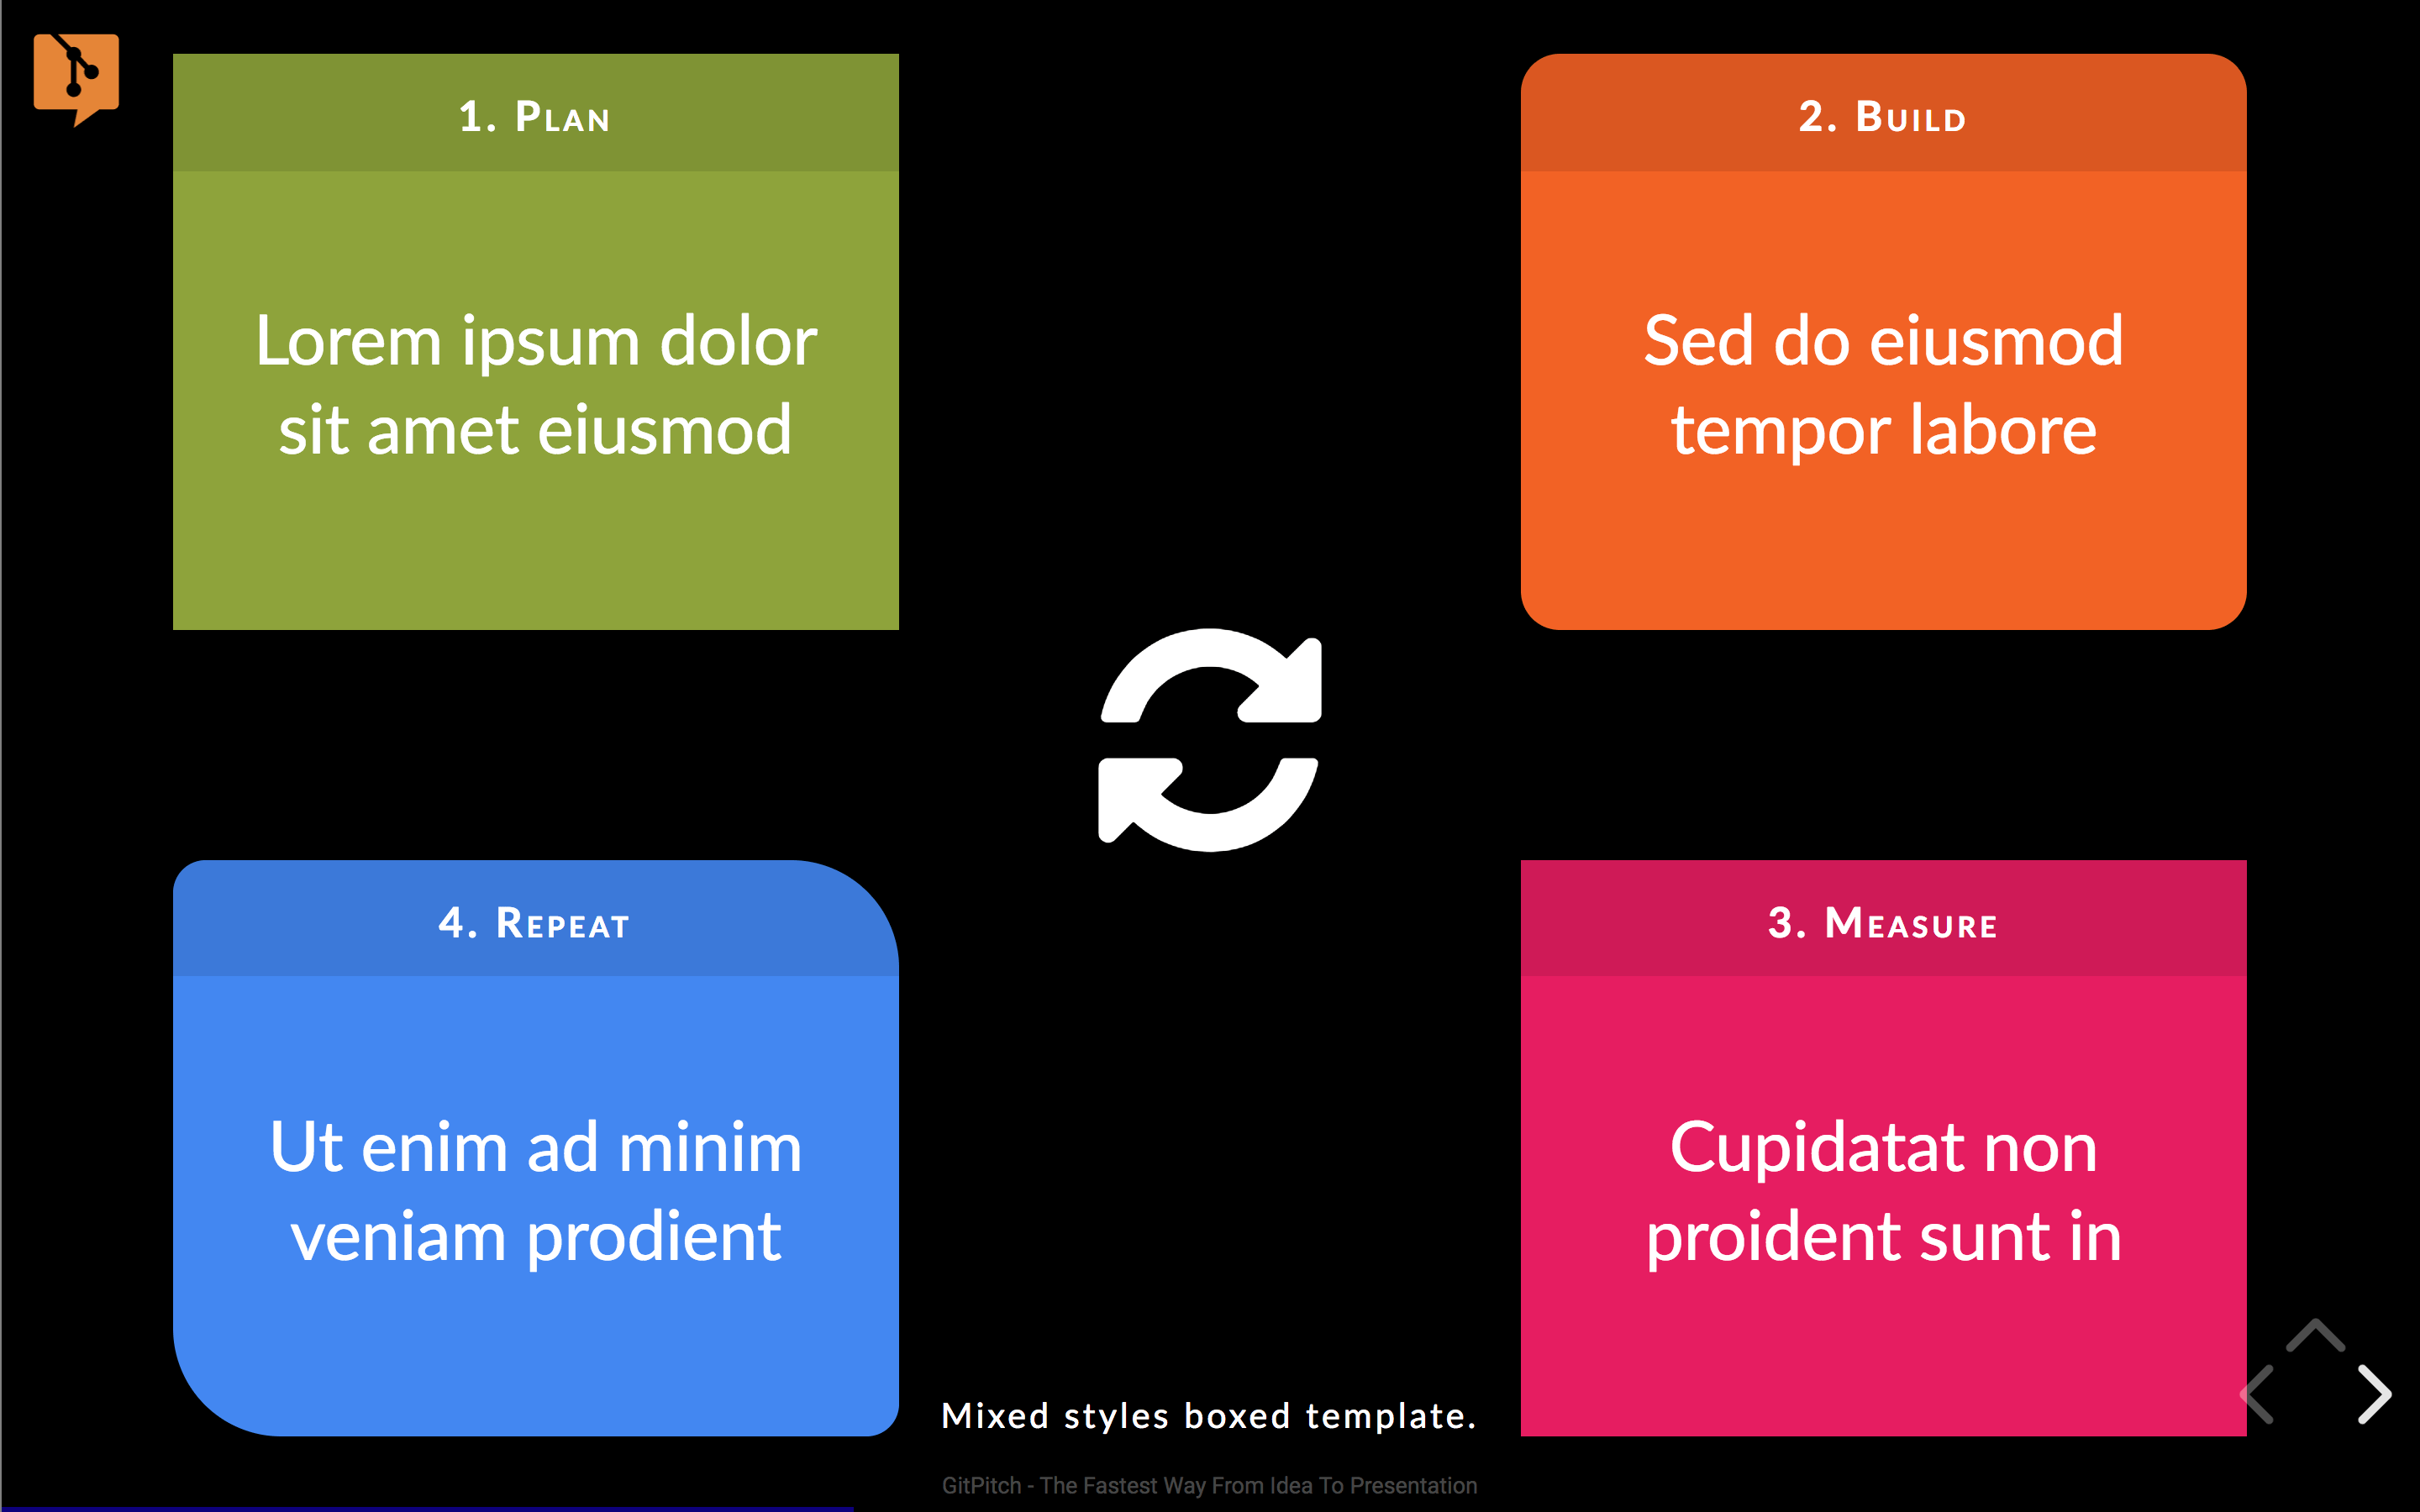 1. Plan
Lorem ipsum dolor
sit amet eiusmod
2. Build
Sed do eiusmod
tempor labore
4. Repeat
Ut enim ad minim
veniam prodient
3. Measure
Cupidatat non
proident sunt in
Mixed styles boxed template.
GitPitch - The Fastest Way From Idea To Presentation